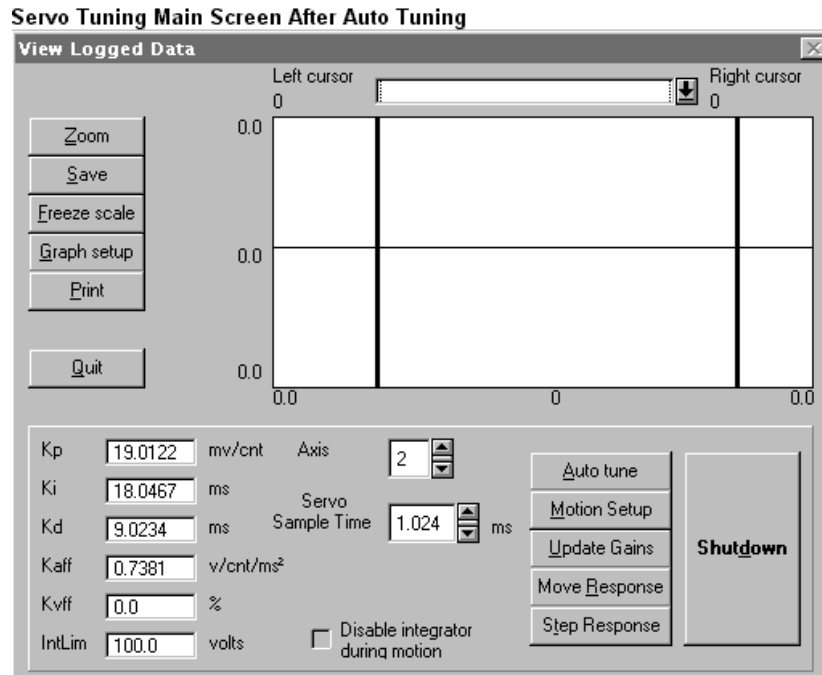 Servo Tuning Main Screen After Auto Tuning
View Logged Data
Left cursor
Right cursor
0
0
Zoom
Save
Freeze scale
Graph setup
Print
Quit
0.0
0.0
0.0
0.0 0 0.0
Kp 19.0122 mv/cnt
Ki 18.0467 ms
Kd 9.0234 ms
Kaff 0.7381 v/cnt/ms²
Kvff 0.0 %
IntLim 100.0 volts
Axis 2
Servo
Sample Time 1.024 ms
Disable integrator
during motion
Auto tune
Motion Setup
Update Gains
Move Response
Step Response
Shutdown